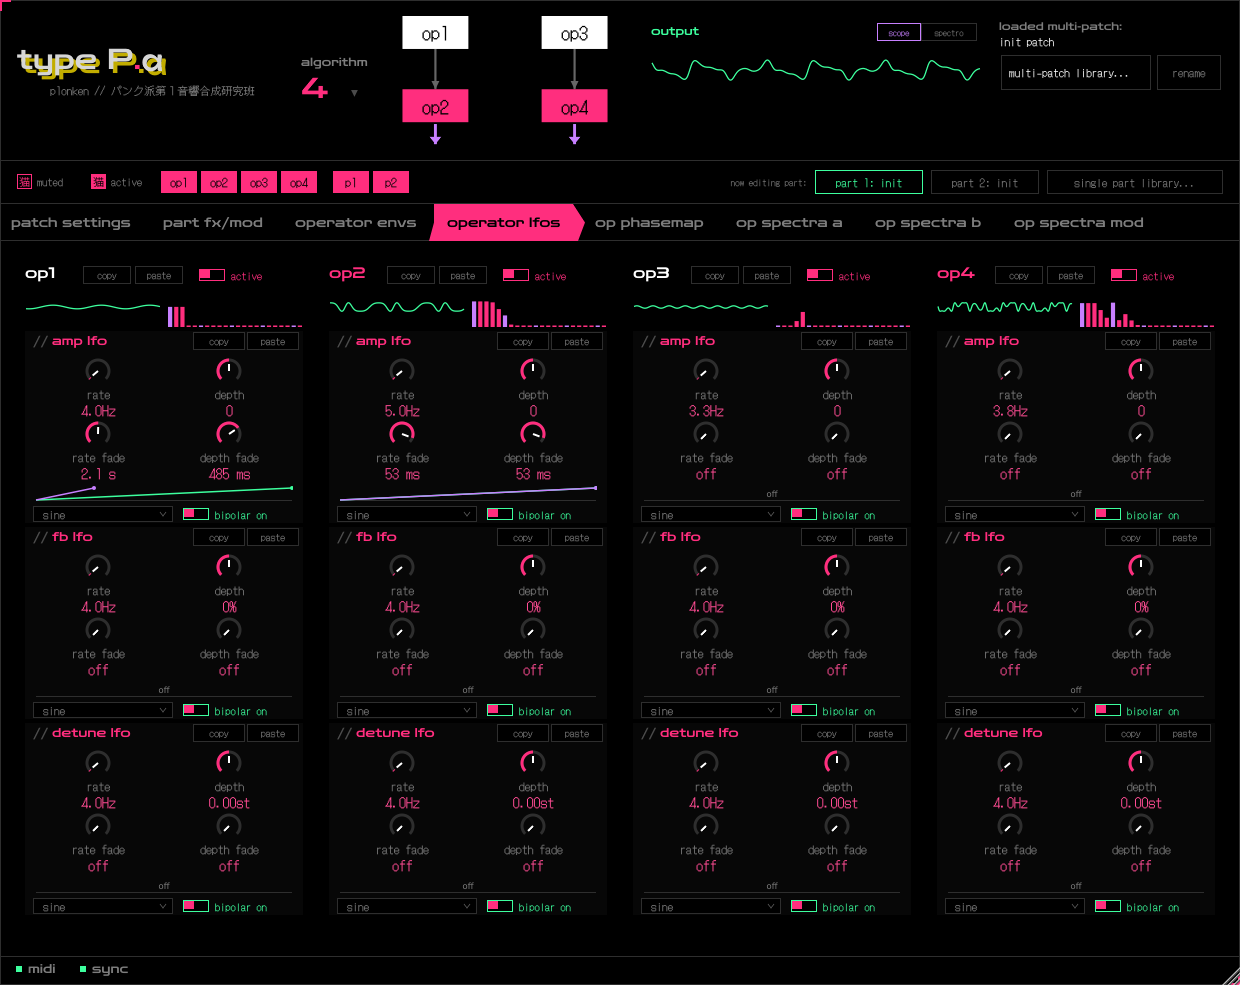 type P.a
plonken // パンク派第1音響合成研究班
algorithm
4
op1
op3
op2
op4
output
scope
spectro
loaded multi-patch:
init patch
multi-patch library...
rename
猫 muted
猫 active
op1
op2
op3
op4
p1
p2
now editing part:
part 1: init
part 2: init
single part library...
patch settings
part fx/mod
operator envs
operator lfos
op phasemap
op spectra a
op spectra b
op spectra mod
op1 copy paste active
op2 copy paste active
op3 copy paste active
op4 copy paste active
// amp lfo copy paste
rate depth
4.0Hz 0
rate fade depth fade
2.1 s 485 ms
sine bipolar on
// amp lfo copy paste
rate depth
5.0Hz 0
rate fade depth fade
53 ms 53 ms
sine bipolar on
// amp lfo copy paste
rate depth
3.3Hz 0
rate fade depth fade
off off
off
sine bipolar on
// amp lfo copy paste
rate depth
3.8Hz 0
rate fade depth fade
off off
off
sine bipolar on
// fb lfo copy paste
rate depth
4.0Hz 0%
rate fade depth fade
off off
off
sine bipolar on
// fb lfo copy paste
rate depth
4.0Hz 0%
rate fade depth fade
off off
off
sine bipolar on
// fb lfo copy paste
rate depth
4.0Hz 0%
rate fade depth fade
off off
off
sine bipolar on
// fb lfo copy paste
rate depth
4.0Hz 0%
rate fade depth fade
off off
off
sine bipolar on
// detune lfo copy paste
rate depth
4.0Hz 0.00st
rate fade depth fade
off off
off
sine bipolar on
// detune lfo copy paste
rate depth
4.0Hz 0.00st
rate fade depth fade
off off
off
sine bipolar on
// detune lfo copy paste
rate depth
4.0Hz 0.00st
rate fade depth fade
off off
off
sine bipolar on
// detune lfo copy paste
rate depth
4.0Hz 0.00st
rate fade depth fade
off off
off
sine bipolar on
midi
sync